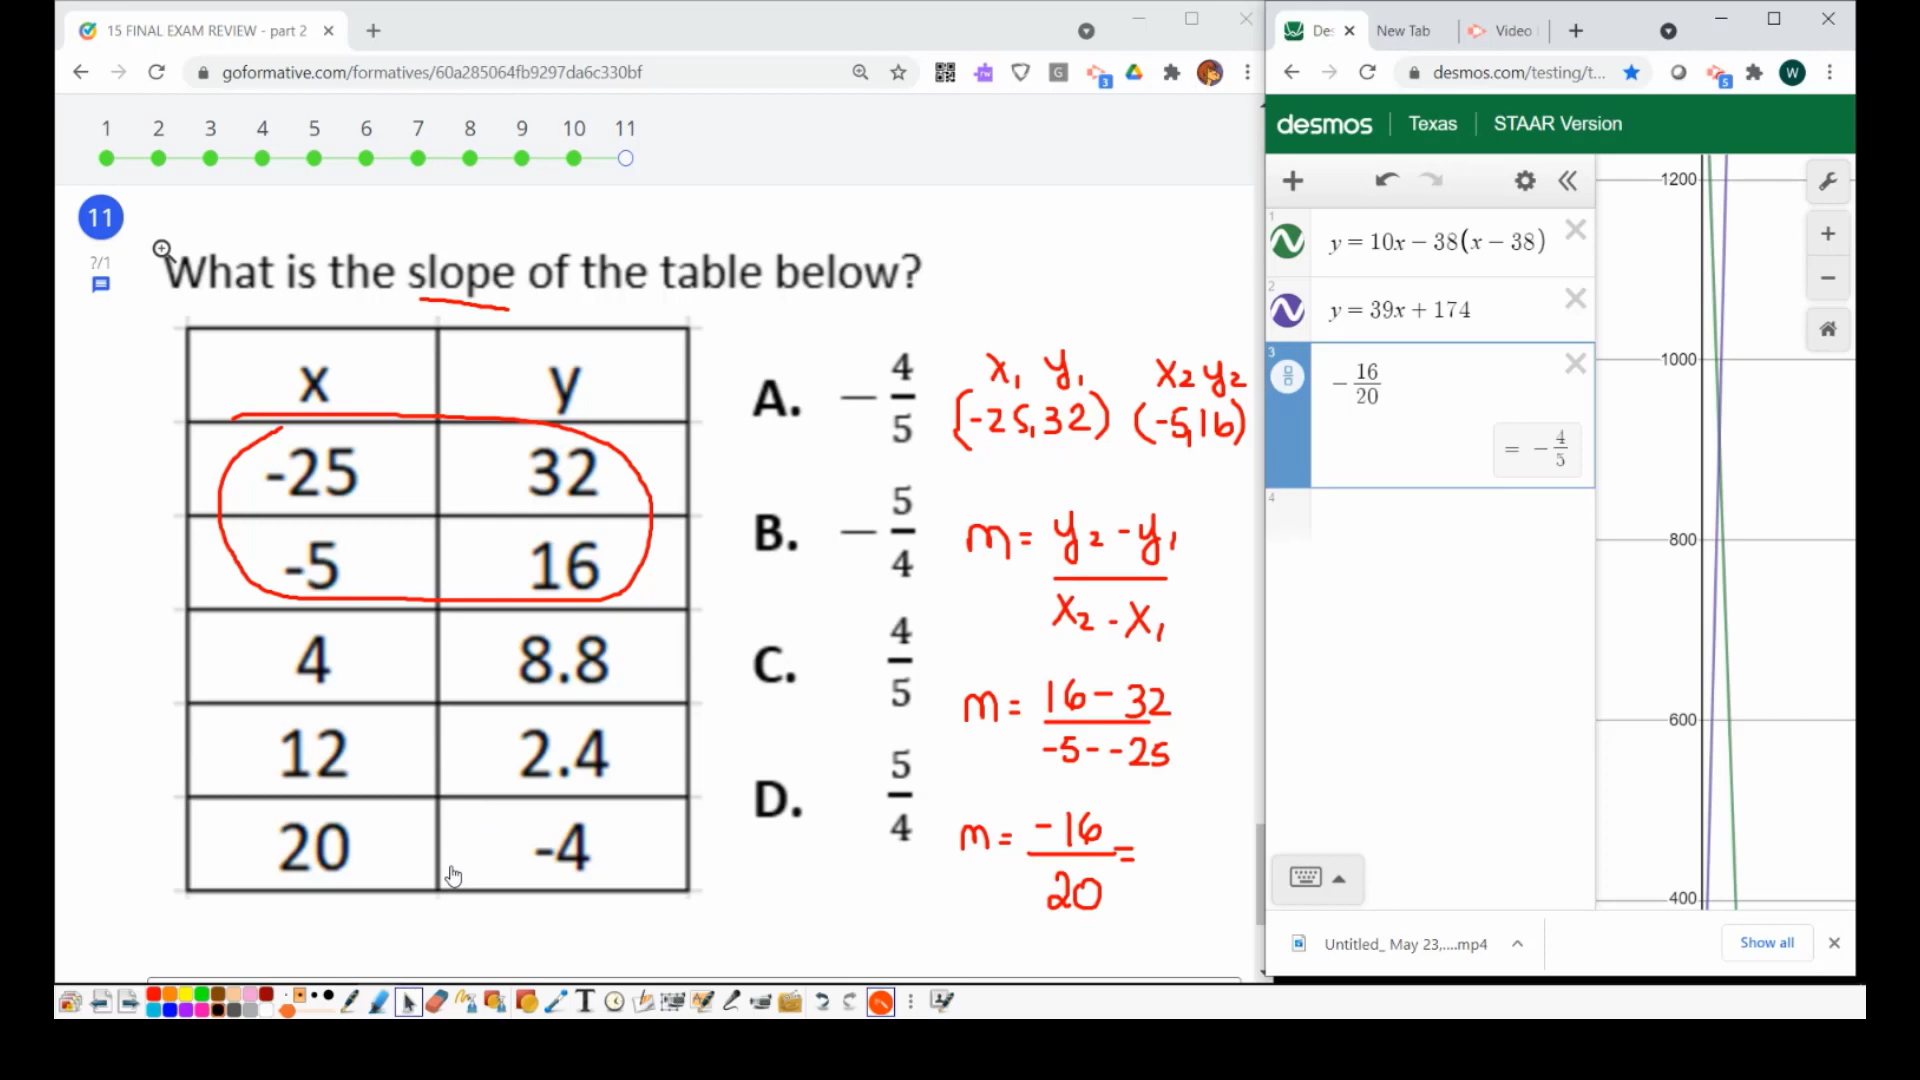 15 FINAL EXAM REVIEW - part 2
goformative.com/formatives/60a285064fb9297da6c330bf
1 2 3 4 5 6 7 8 9 10 11
11
?/1
What is the slope of the table below?
x y
-25 32
-5 16
4 8.8
12 2.4
20 -4
A. -4/5
B. -5/4
C. 4/5
D. 5/4
x₁ y₁ x₂ y₂
(-25,32) (-5,16)
m = y₂ - y₁ / x₂ - x₁
m = 16 - 32 / -5 - -25
m = -16 / 20 =
Des
New Tab
Video
desmos.com/testing/t...
W
desmos Texas STAAR Version
1
y = 10x - 38(x - 38)
2
y = 39x + 174
3
-16/20
= -4/5
4
1200
1000
800
600
400
Untitled_ May 23,....mp4
Show all